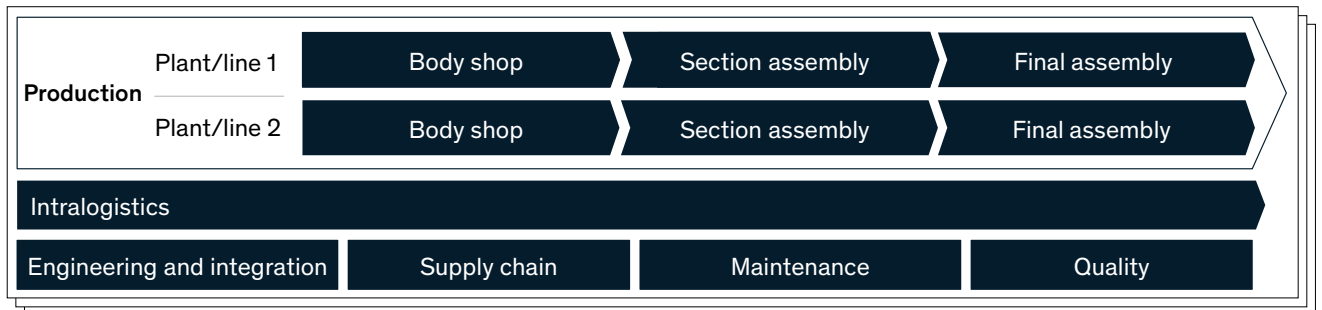 Production
Plant/line 1
Body shop
Section assembly
Final assembly
Plant/line 2
Body shop
Section assembly
Final assembly
Intralogistics
Engineering and integration
Supply chain
Maintenance
Quality